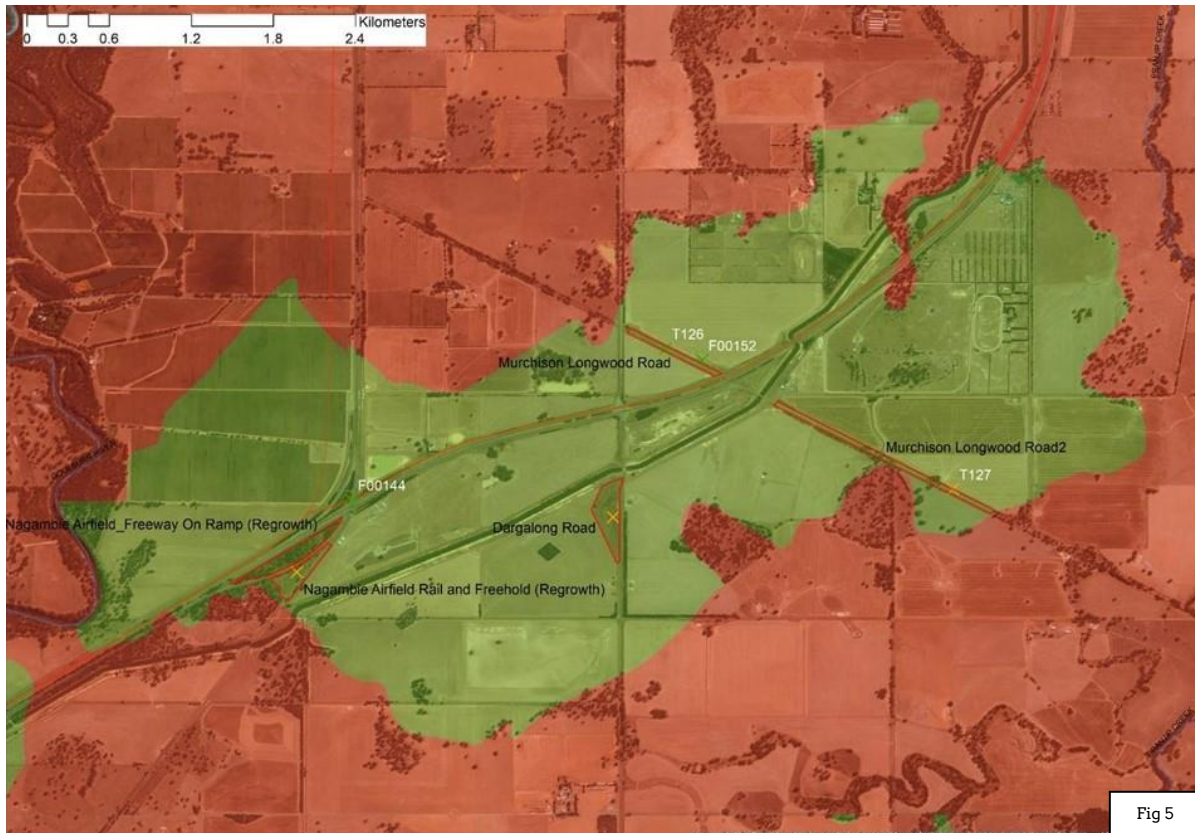 Kilometers
0 0.3 0.6 1.2 1.8 2.4
T126
F00152
Murchison Longwood Road
Murchison Longwood Road2
T127
F00144
Nagambie Airfield_Freeway On Ramp (Regrowth)
Dargalong Road
Nagambie Airfield Rail and Freehold (Regrowth)
Fig 5